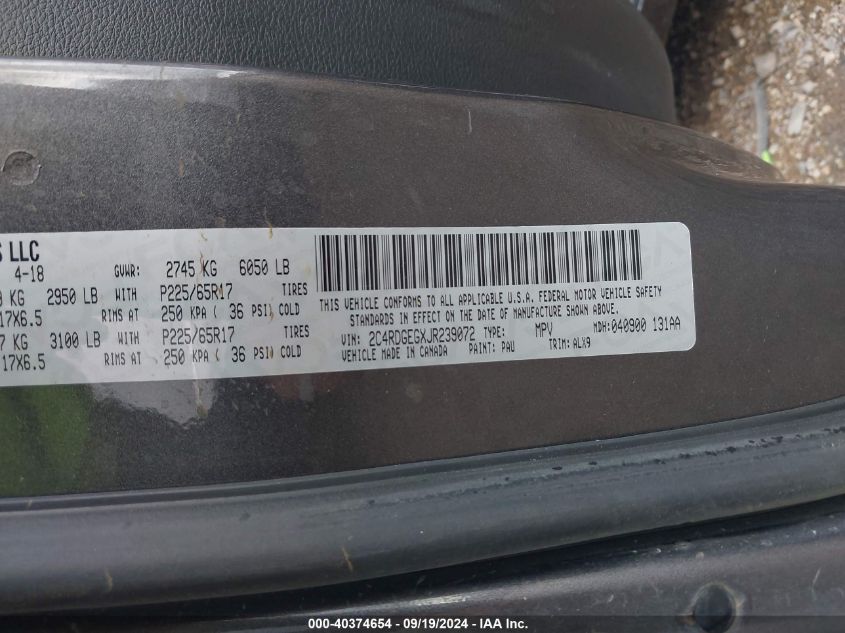 S LLC
4-18 GVWR: 2745 KG 6050 LB
KG 2950 LB WITH P225/65R17 TIRES
17X6.5 RIMS AT 250 KPA ( 36 PSI) COLD
7 KG 3100 LB WITH P225/65R17 TIRES
17X6.5 RIMS AT 250 KPA ( 36 PSI) COLD
THIS VEHICLE CONFORMS TO ALL APPLICABLE U.S.A. FEDERAL MOTOR VEHICLE SAFETY
STANDARDS IN EFFECT ON THE DATE OF MANUFACTURE SHOWN ABOVE.
VIN: 2C4RDGEGXJR239072 TYPE: MPV MDH: 040900 131AA
VEHICLE MADE IN CANADA PAINT: PAU TRIM: ALX9
000-40374654 - 09/19/2024 - IAA Inc.